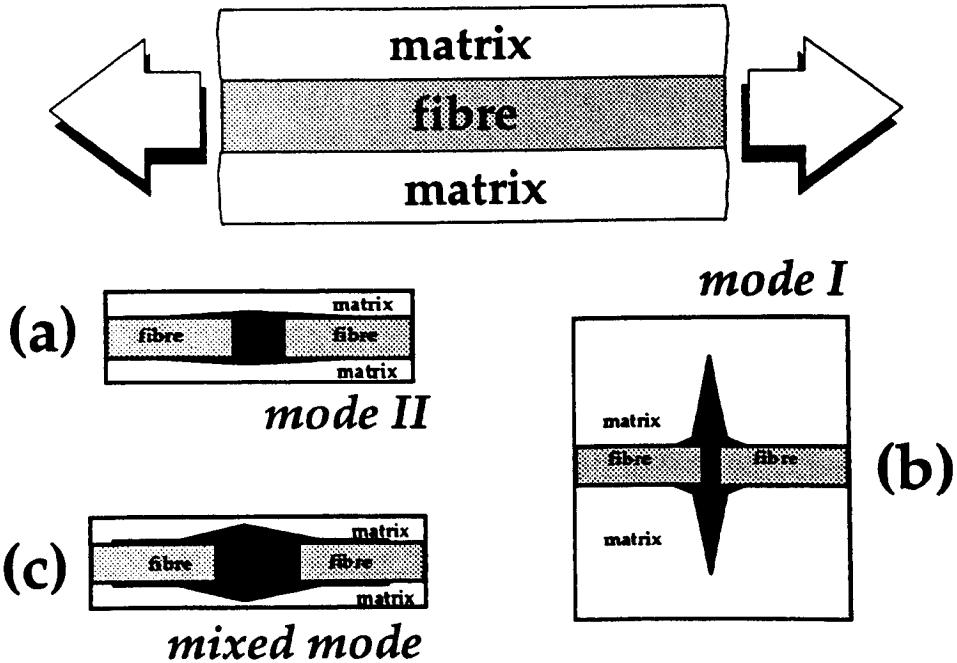 matrix
fibre
matrix
mode I
(a)
matrix
fibre fibre
matrix
mode II
matrix
fibre fibre
matrix
(b)
(c)
matrix
fibre fibre
matrix
mixed mode